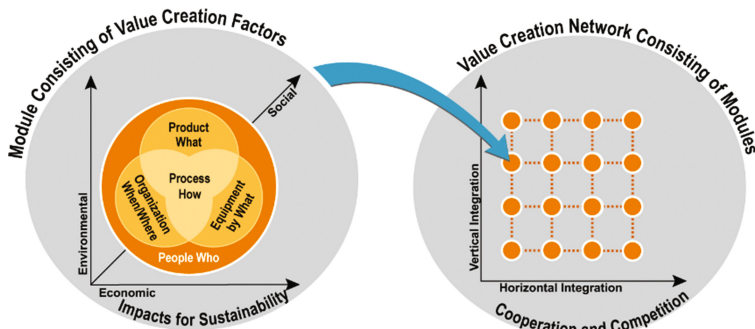 Module Consisting of Value Creation Factors
Environmental
Social
Product
What
Process
How
Organization
When/Where
Equipment
by What
People Who
Economic
Impacts for Sustainability
Value Creation Network Consisting of Modules
Vertical Integration
Horizontal Integration
Cooperation and Competition